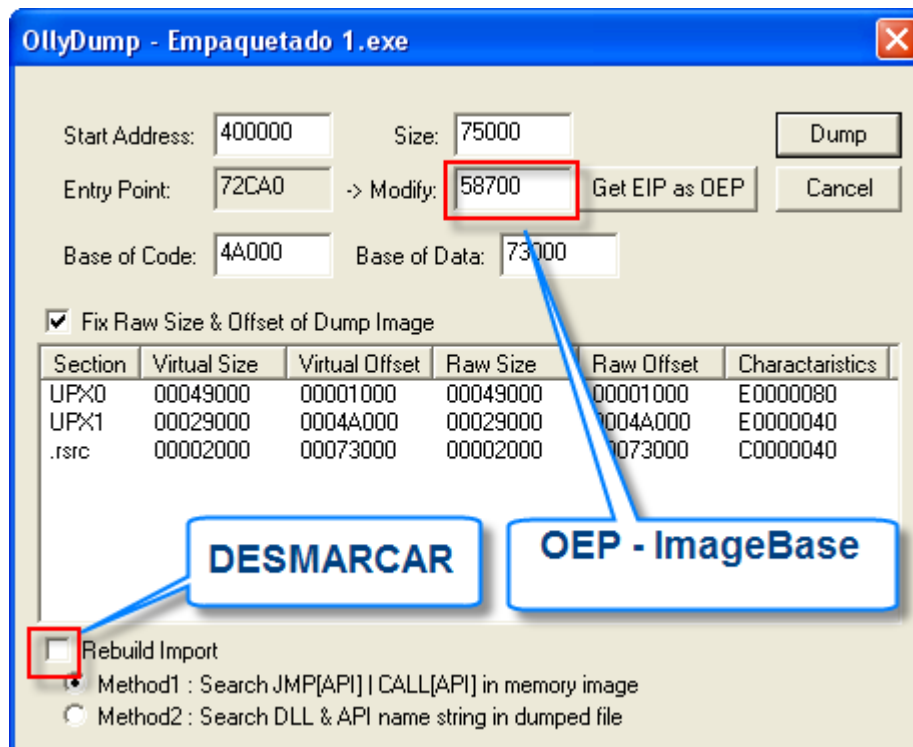 OllyDump - Empaquetado 1.exe
Start Address: 400000 Size: 75000 Dump
Entry Point: 72CA0 -> Modify: 58700 Get EIP as OEP Cancel
Base of Code: 4A000 Base of Data: 73000
Fix Raw Size & Offset of Dump Image
Section Virtual Size Virtual Offset Raw Size Raw Offset Charactaristics
UPX0 00049000 00001000 00049000 00001000 E0000080
UPX1 00029000 0004A000 00029000 0004A000 E0000040
.rsrc 00002000 00073000 00002000 00073000 C0000040
DESMARCAR
OEP - ImageBase
Rebuild Import
Method1 : Search JMP[API] | CALL[API] in memory image
Method2 : Search DLL & API name string in dumped file